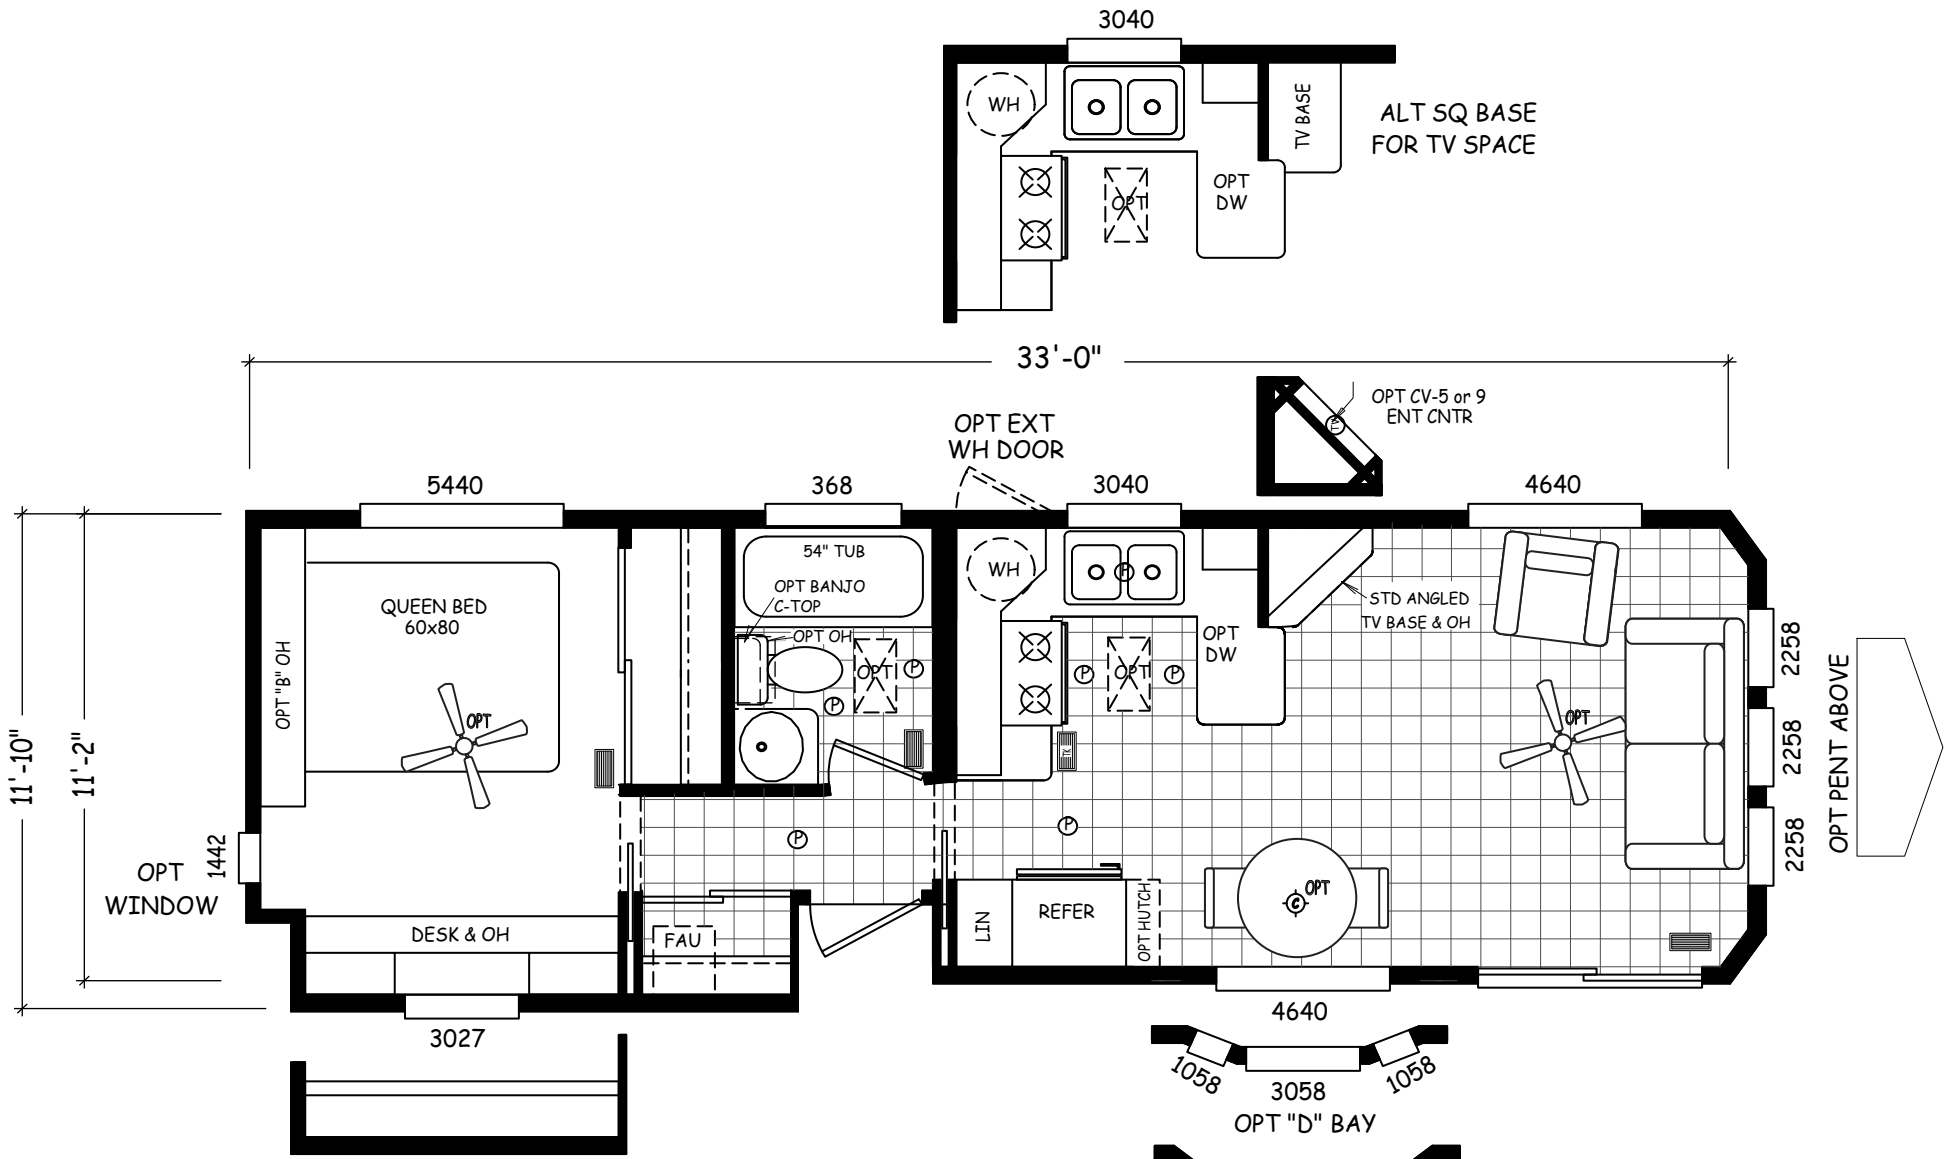 3040
WH
TV BASE
OPT
DW
OPT
ALT SQ BASE
FOR TV SPACE
33'-0"
OPT CV-5 or 9
ENT CNTR
TV
OPT EXT
WH DOOR
5440
368
3040
4640
54" TUB
OPT BANJO
C-TOP
OPT OH
QUEEN BED
60x80
OPT "B" OH
OPT
OPT
P
P
WH
P
P
OPT
P
OPT
DW
STD ANGLED
TV BASE & OH
OPT
2258
2258
2258
OPT PENT ABOVE
11'-10"
11'-2"
TK
P
P
1442
OPT
WINDOW
DESK & OH
FAU
LIN
REFER
OPT HUTCH
OPT
C
3027
4640
1058
3058
1058
OPT "D" BAY